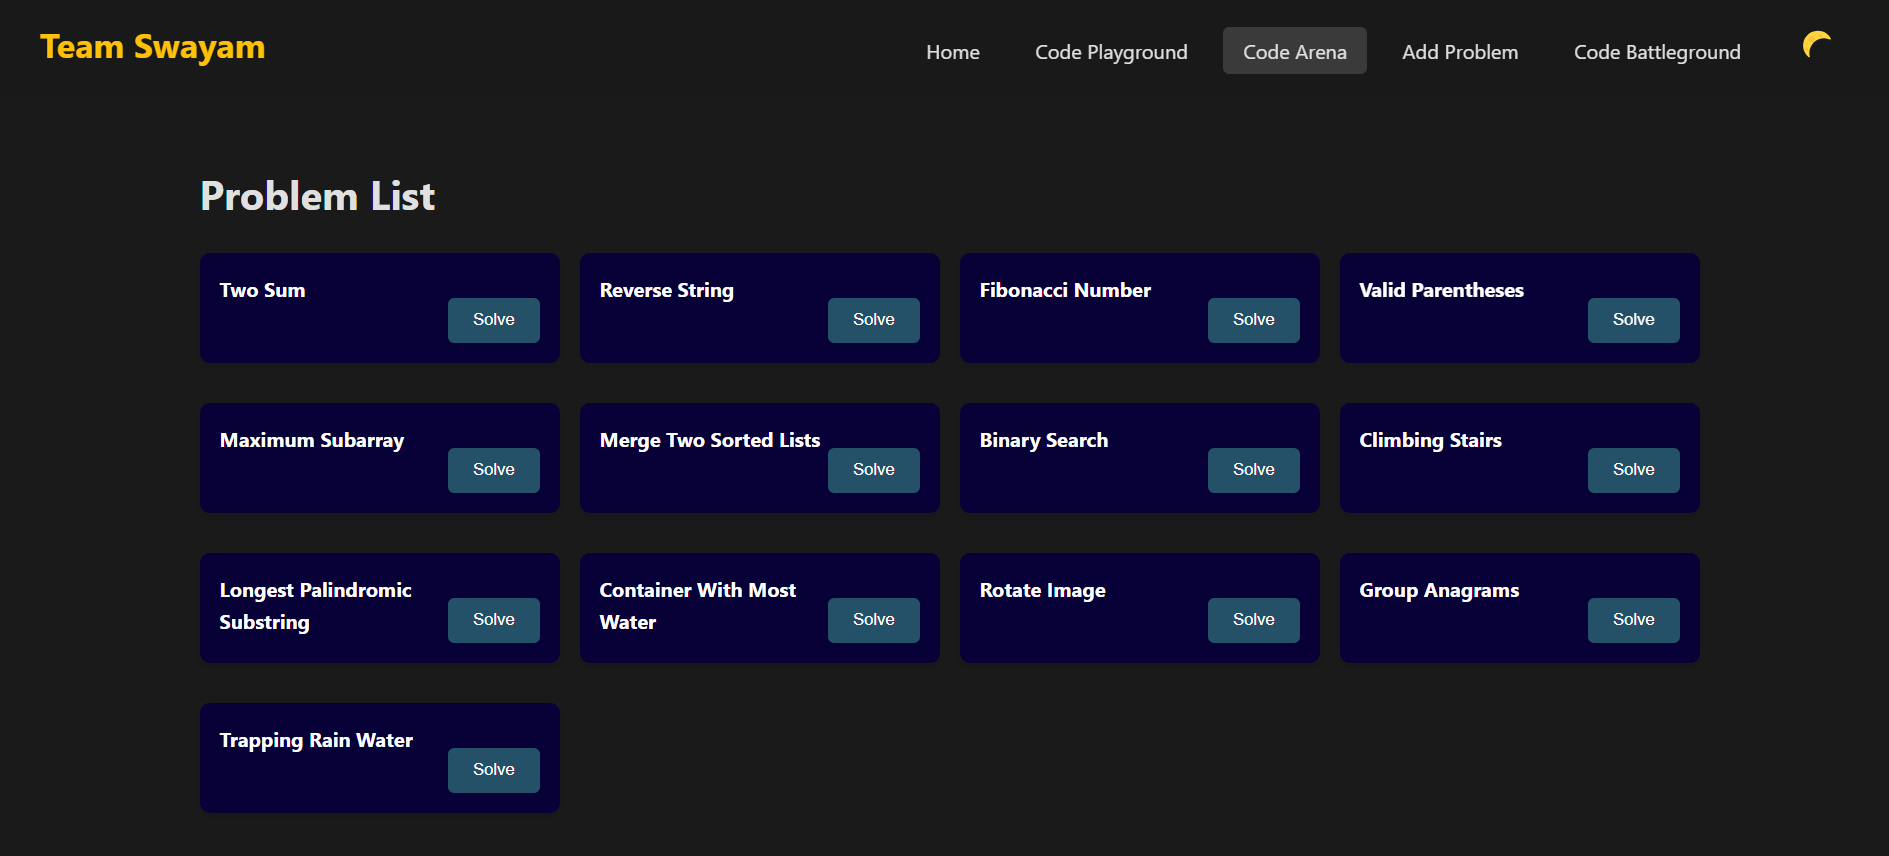 Team Swayam
Home
Code Playground
Code Arena
Add Problem
Code Battleground
Problem List
Two Sum
Solve
Reverse String
Solve
Fibonacci Number
Solve
Valid Parentheses
Solve
Maximum Subarray
Solve
Merge Two Sorted Lists
Solve
Binary Search
Solve
Climbing Stairs
Solve
Longest Palindromic
Substring
Solve
Container With Most
Water
Solve
Rotate Image
Solve
Group Anagrams
Solve
Trapping Rain Water
Solve